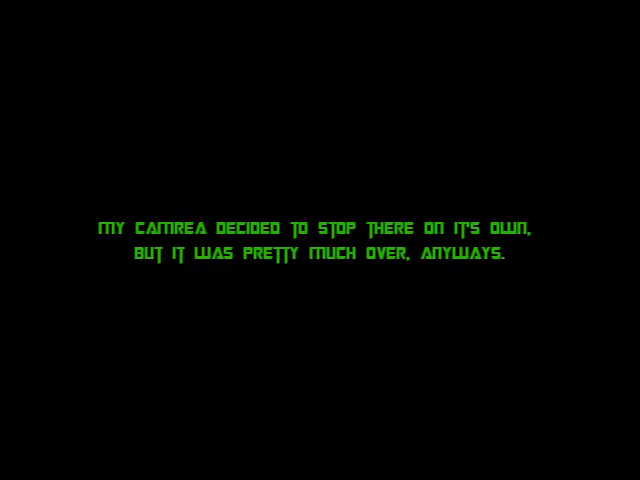 MY CAMREA DECIDED TO STOP THERE ON IT'S OWN,
BUT IT WAS PRETTY MUCH OVER, ANYWAYS.